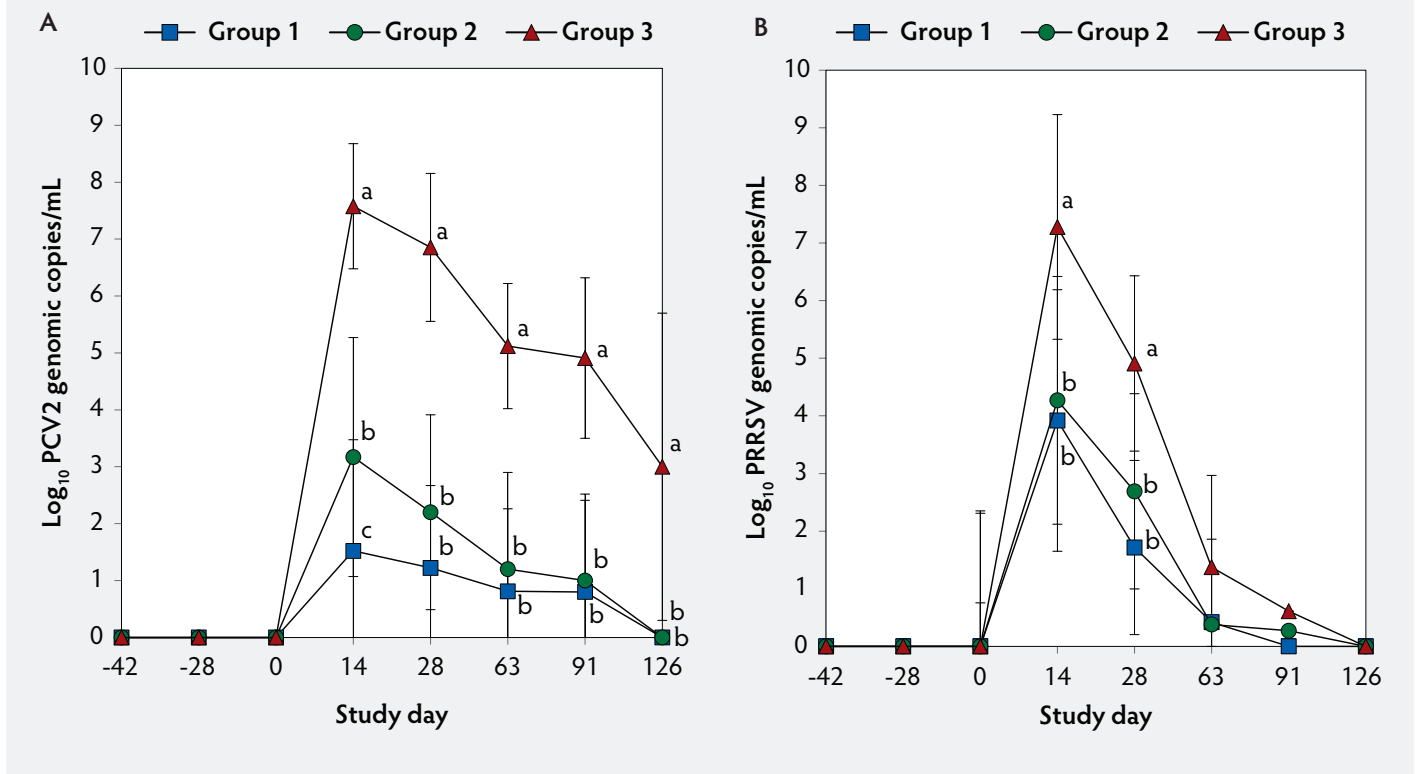 A
Group 1 Group 2 Group 3
10
9
8
7
6
5
4
3
2
1
0
Log10 PCV2 genomic copies/mL
a
a
a
a
a
b
b
b
b
b
c
b
b
b
b
-42 -28 0 14 28 63 91 126
Study day
B
Group 1 Group 2 Group 3
10
9
8
7
6
5
4
3
2
1
0
Log10 PRRSV genomic copies/mL
a
a
b
b
b
b
-42 -28 0 14 28 63 91 126
Study day